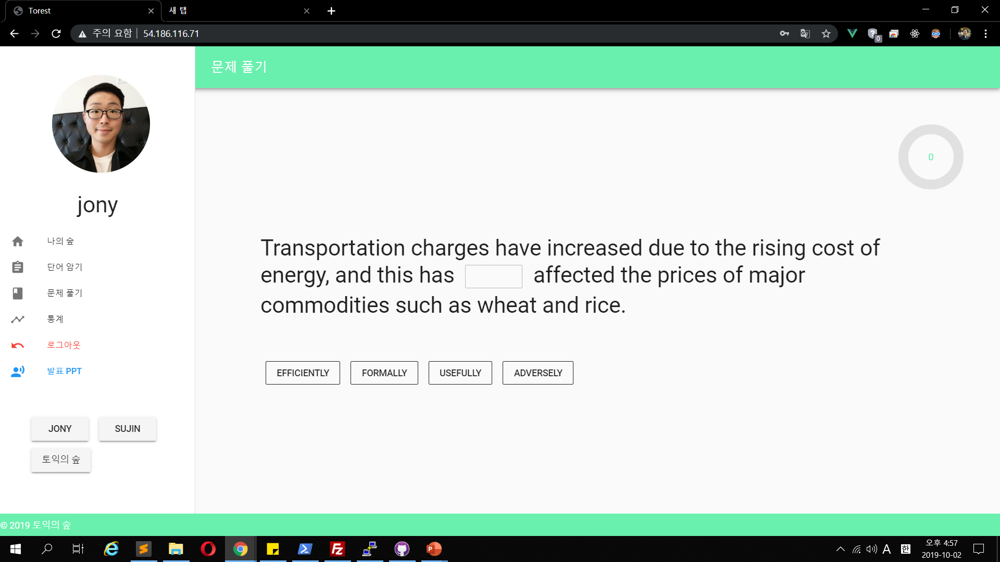 Torest
새 탭
주의 요함
54.186.116.71
0
문제 풀기
0
jony
나의 숲
단어 암기
문제 풀기
통계
로그아웃
발표 PPT
JONY
SUJIN
토익의 숲
Transportation charges have increased due to the rising cost of
energy, and this has affected the prices of major
commodities such as wheat and rice.
EFFICIENTLY
FORMALLY
USEFULLY
ADVERSELY
© 2019 토익의 숲
A
한
오후 4:57
2019-10-02